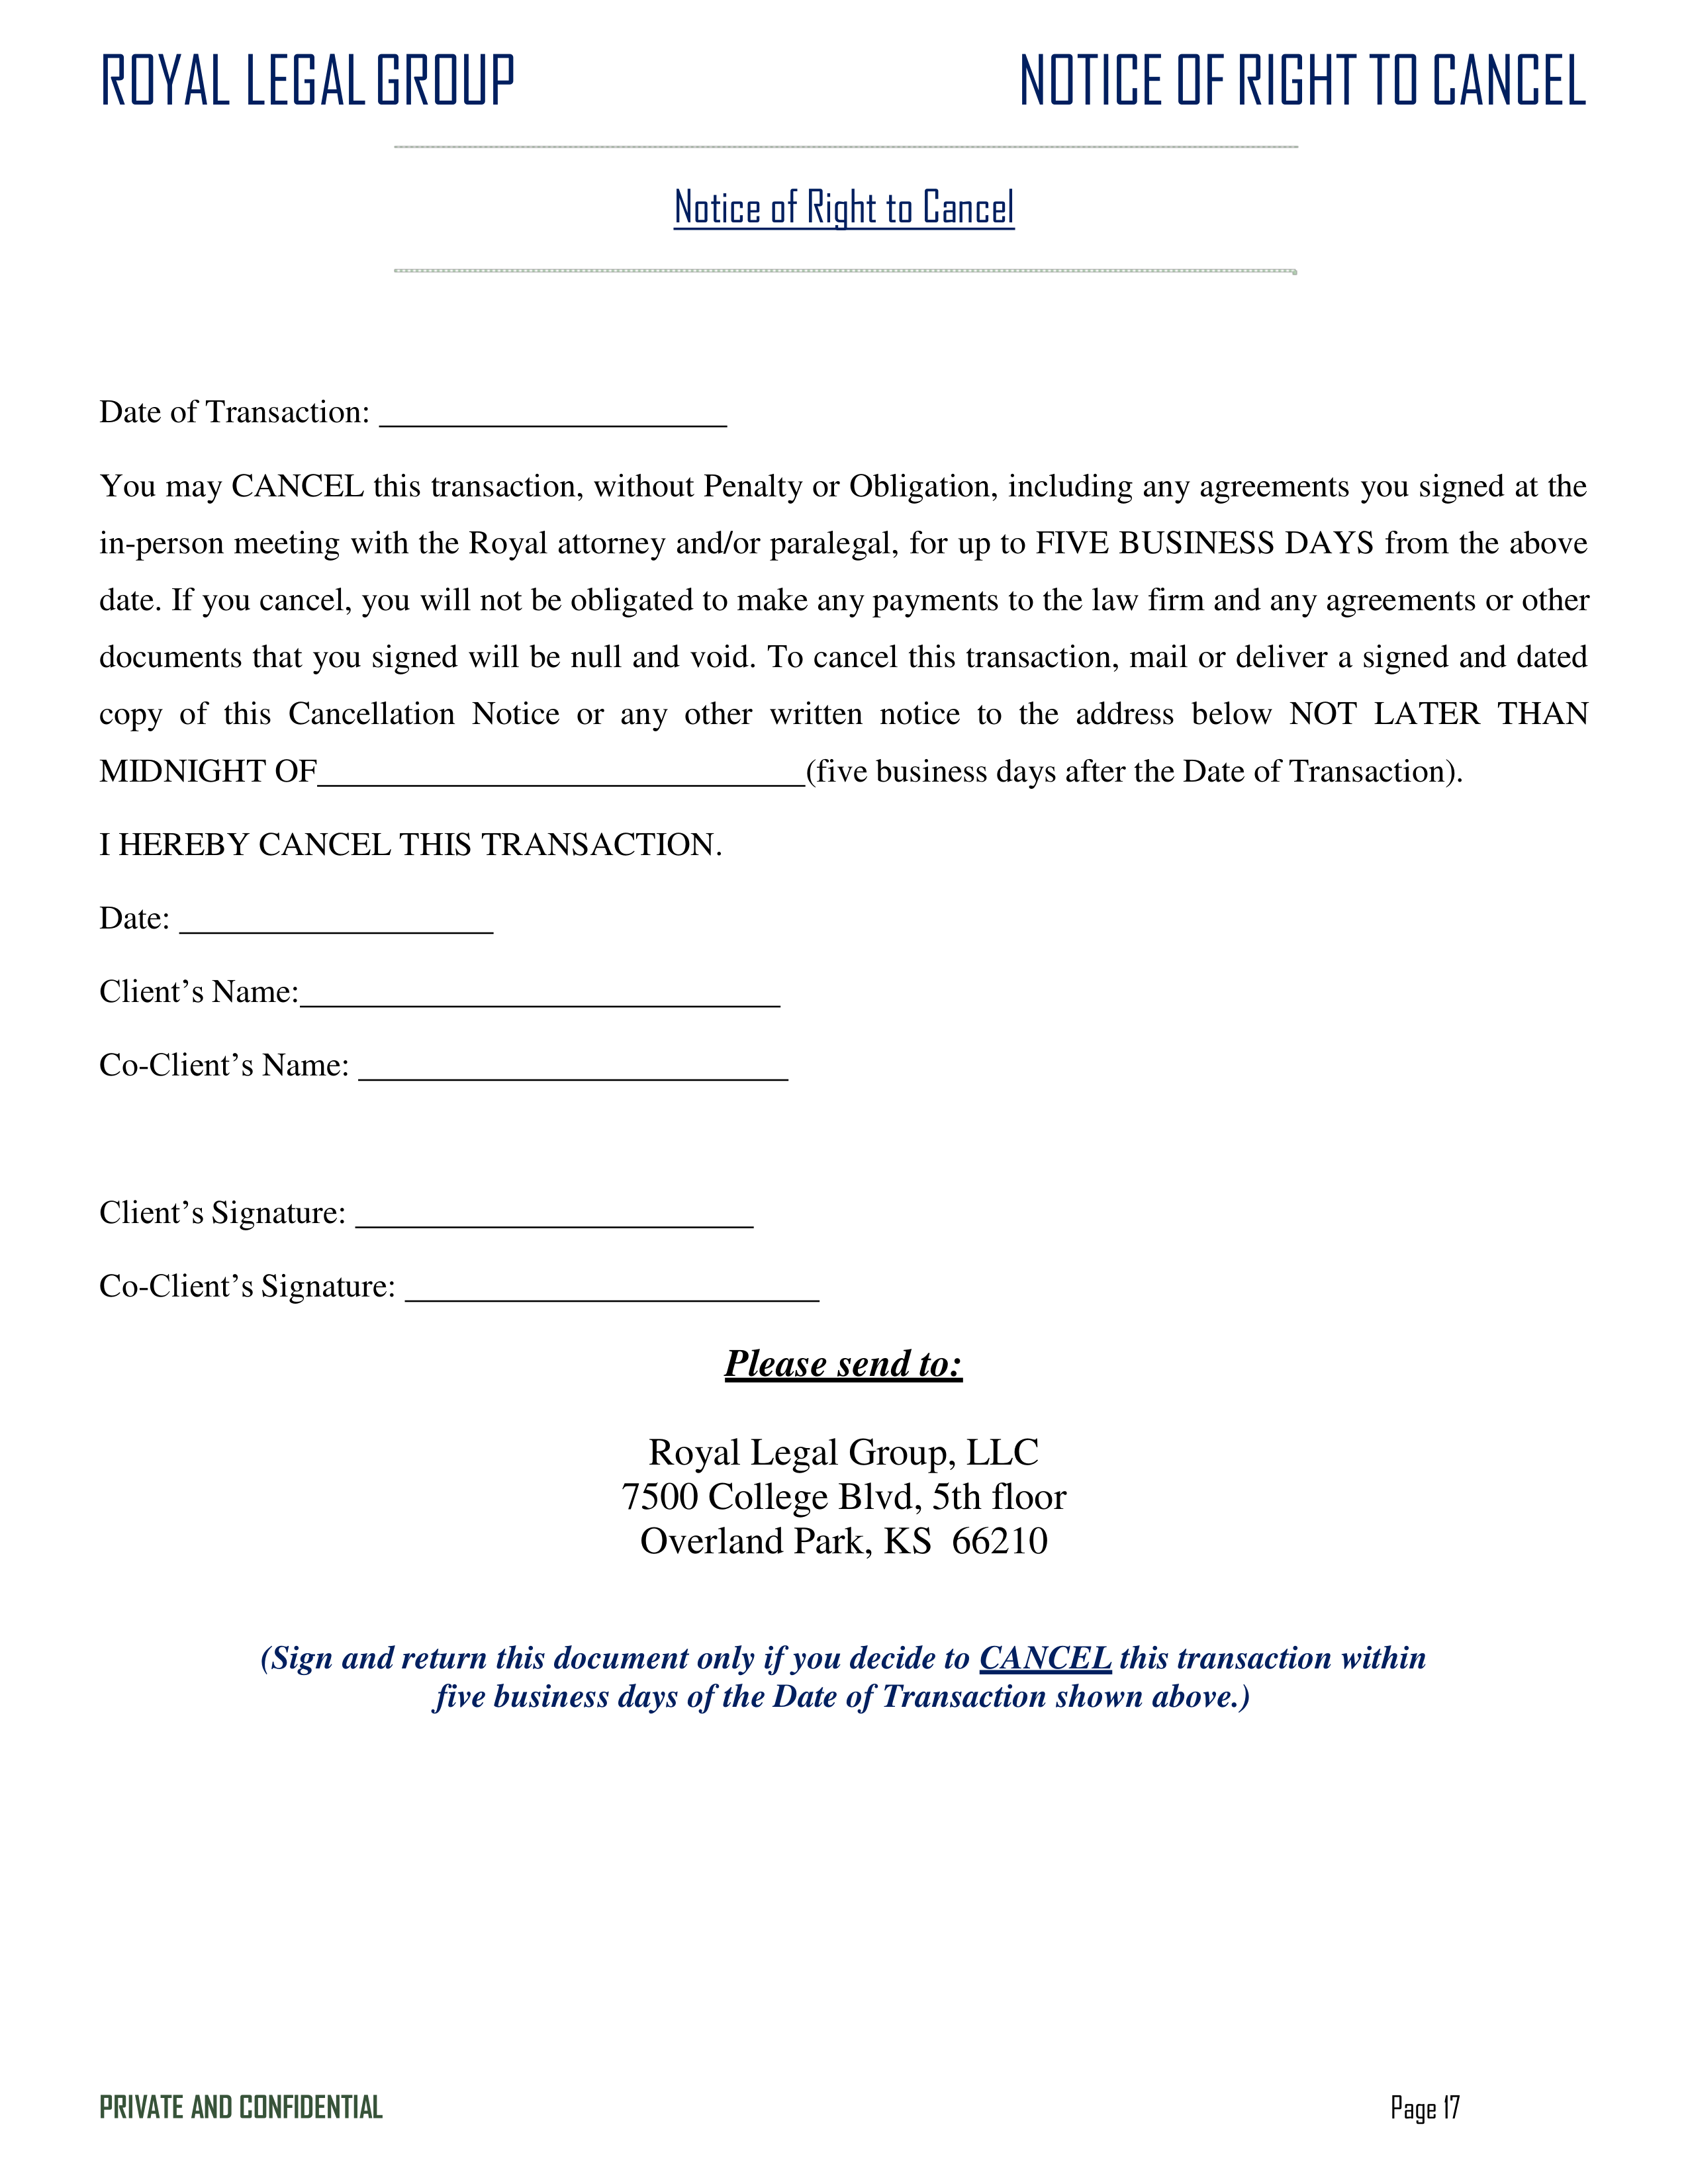 ROYAL LEGAL GROUP NOTICE OF RIGHT TO CANCEL
Notice of Right to Cancel
Date of Transaction: ______________________
You may CANCEL this transaction, without Penalty or Obligation, including any agreements you signed at the
in-person meeting with the Royal attorney and/or paralegal, for up to FIVE BUSINESS DAYS from the above
date. If you cancel, you will not be obligated to make any payments to the law firm and any agreements or other
documents that you signed will be null and void. To cancel this transaction, mail or deliver a signed and dated
copy of this Cancellation Notice or any other written notice to the address below NOT LATER THAN
MIDNIGHT OF______________________________(five business days after the Date of Transaction).
I HEREBY CANCEL THIS TRANSACTION.
Date: ____________________
Client’s Name:______________________________
Co-Client’s Name: ___________________________
Client’s Signature: _________________________
Co-Client’s Signature: __________________________
Please send to:
Royal Legal Group, LLC
7500 College Blvd, 5th floor
Overland Park, KS 66210
(Sign and return this document only if you decide to CANCEL this transaction within
five business days of the Date of Transaction shown above.)
PRIVATE AND CONFIDENTIAL Page 17